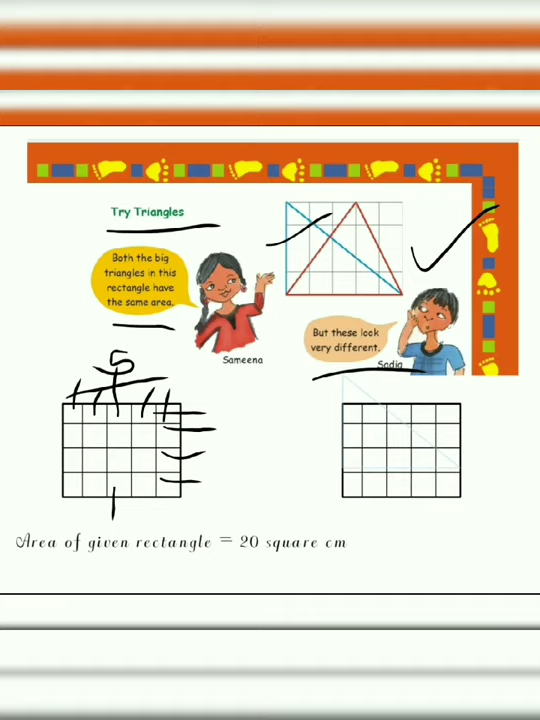 Try Triangles
Both the big
triangles in this
rectangle have
the same area.
Sameena
But these look
very different.
Sadiq
5
Area of given rectangle = 20 square cm